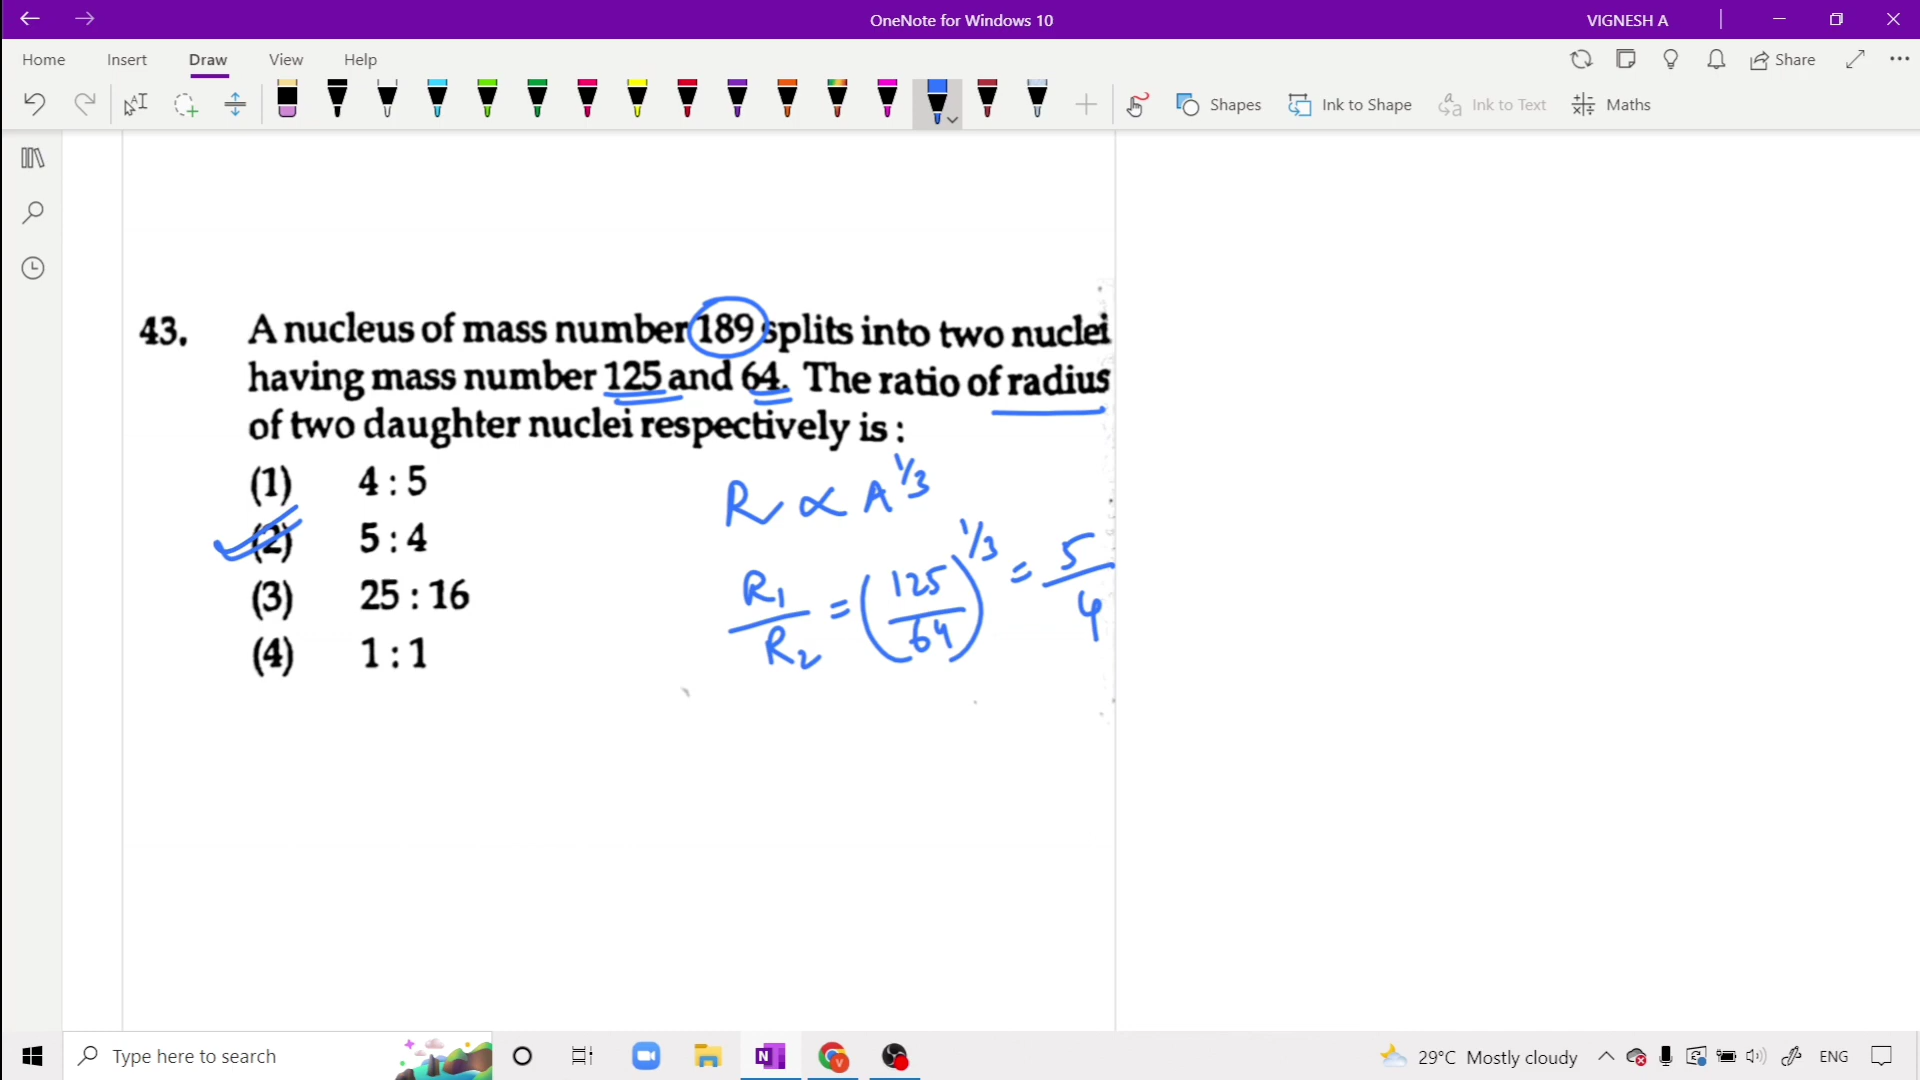 OneNote for Windows 10
VIGNESH A
Home Insert Draw View Help
Share
Shapes Ink to Shape Ink to Text Maths
43. A nucleus of mass number 189 splits into two nuclei
having mass number 125 and 64. The ratio of radius
of two daughter nuclei respectively is :
(1) 4 : 5
(2) 5 : 4
(3) 25 : 16
(4) 1 : 1
R ∝ A^1/3
R1/R2 = (125/64)^1/3 = 5/4
Type here to search
29°C Mostly cloudy
ENG